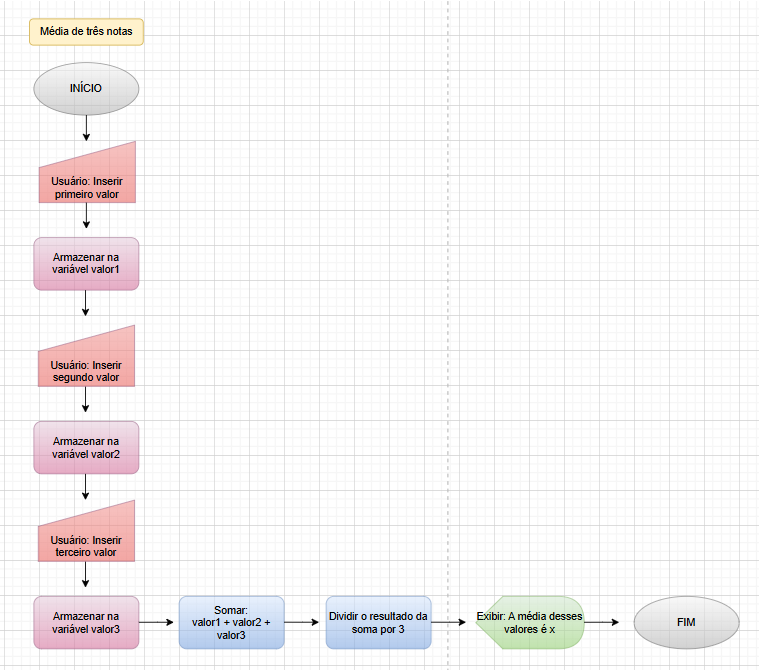 Média de três notas
INÍCIO
Usuário: Inserir
primeiro valor
Armazenar na
variável valor1
Usuário: Inserir
segundo valor
Armazenar na
variável valor2
Usuário: Inserir
terceiro valor
Armazenar na
variável valor3
Somar:
valor1 + valor2 +
valor3
Dividir o resultado da
soma por 3
Exibir: A média desses
valores é x
FIM